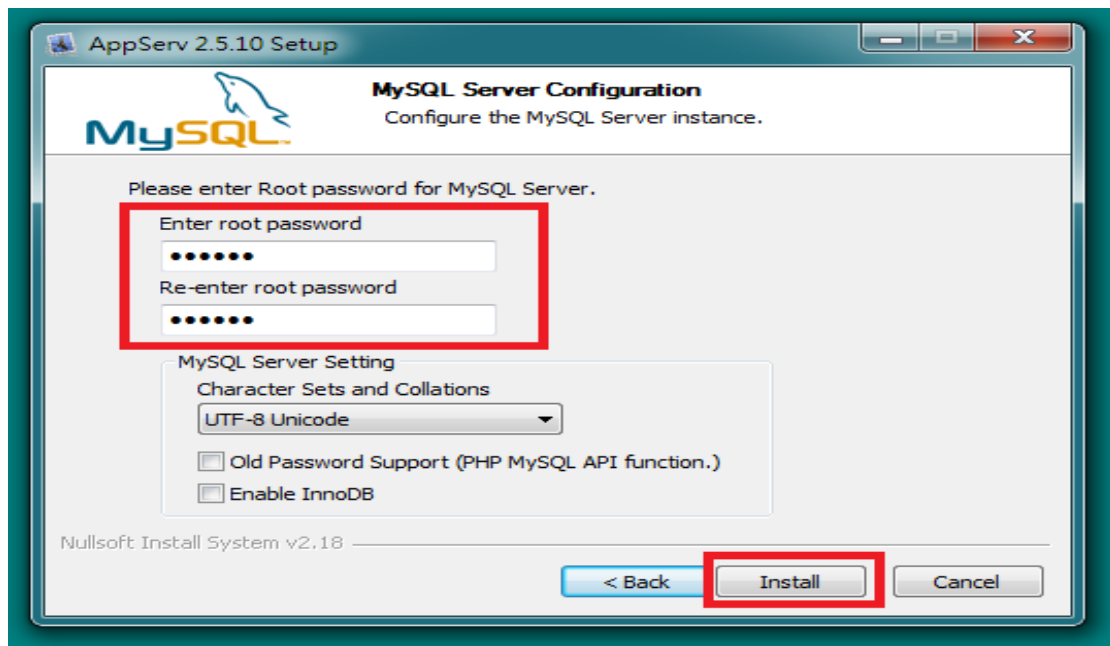 AppServ 2.5.10 Setup
MySQL Server Configuration
Configure the MySQL Server instance.
MySQL™
Please enter Root password for MySQL Server.
Enter root password
••••••
Re-enter root password
••••••
MySQL Server Setting
Character Sets and Collations
UTF-8 Unicode
Old Password Support (PHP MySQL API function.)
Enable InnoDB
Nullsoft Install System v2.18
< Back Install Cancel